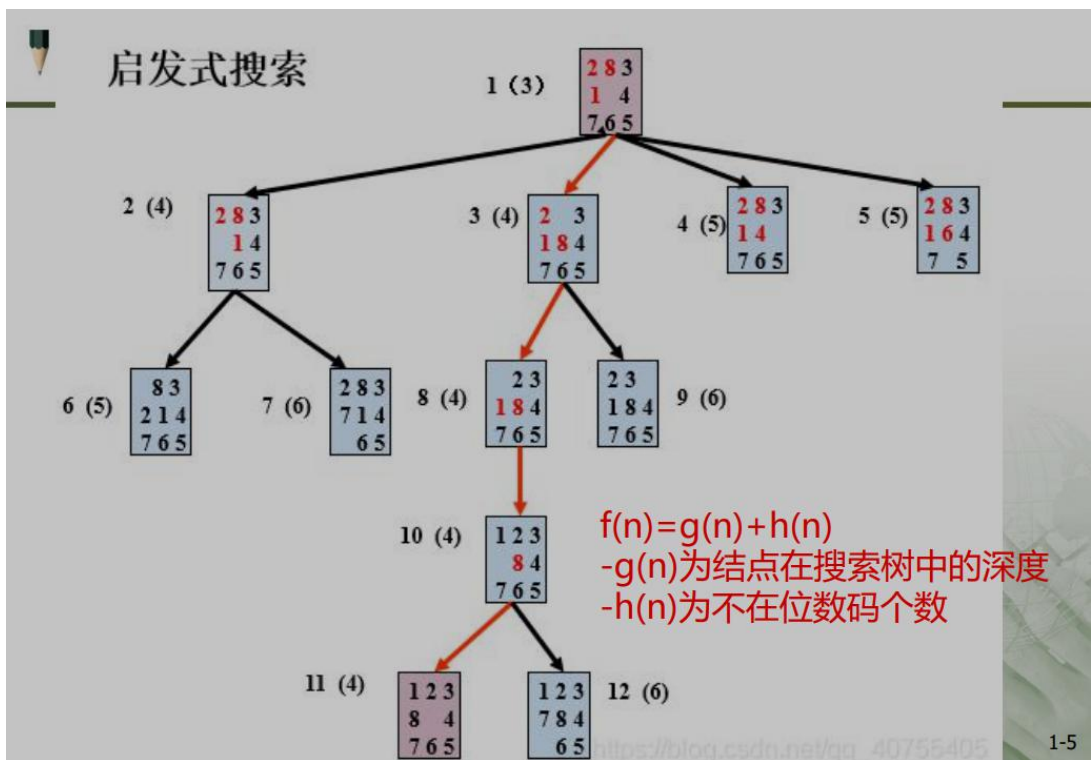 启发式搜索
1（3）
2 8 3
1 4
7 6 5
2 (4)
2 8 3
1 4
7 6 5
3 (4)
2 3
1 8 4
7 6 5
4 (5)
2 8 3
1 4
7 6 5
5 (5)
2 8 3
1 6 4
7 5
6 (5)
8 3
2 1 4
7 6 5
7 (6)
2 8 3
7 1 4
6 5
8 (4)
2 3
1 8 4
7 6 5
9 (6)
2 3
1 8 4
7 6 5
10 (4)
1 2 3
8 4
7 6 5
f(n)=g(n)+h(n)
-g(n)为结点在搜索树中的深度
-h(n)为不在位数码个数
11 (4)
1 2 3
8 4
7 6 5
12 (6)
1 2 3
7 8 4
6 5
https://blog.csdn.net/qq_40755405
1-5